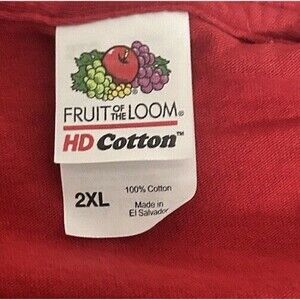 FRUIT OF THE LOOM®
HD Cotton™
2XL
100% Cotton
Made in
El Salvador